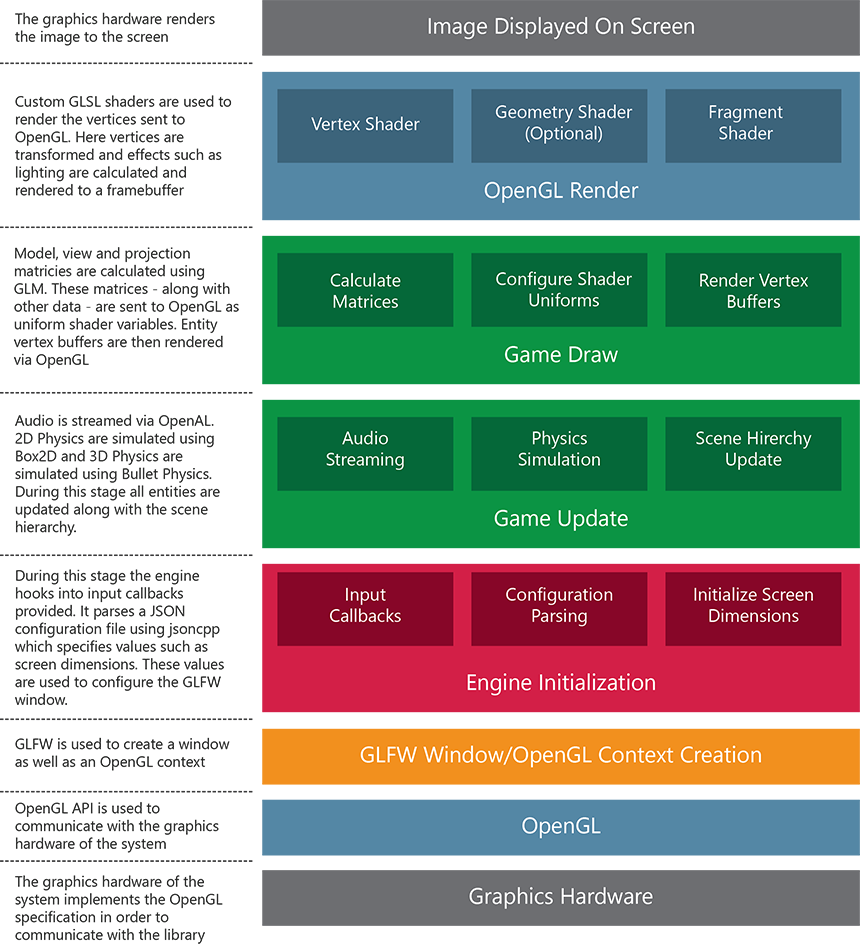 The graphics hardware renders
the image to the screen
Image Displayed On Screen
Custom GLSL shaders are used to
render the vertices sent to
OpenGL. Here vertices are
transformed and effects such as
lighting are calculated and
rendered to a framebuffer
Vertex Shader
Geometry Shader
(Optional)
Fragment
Shader
OpenGL Render
Model, view and projection
matricies are calculated using
GLM. These matrices - along with
other data - are sent to OpenGL as
uniform shader variables. Entity
vertex buffers are then rendered
via OpenGL
Calculate
Matrices
Configure Shader
Uniforms
Render Vertex
Buffers
Game Draw
Audio is streamed via OpenAL.
2D Physics are simulated using
Box2D and 3D Physics are
simulated using Bullet Physics.
During this stage all entities are
updated along with the scene
hierarchy.
Audio
Streaming
Physics
Simulation
Scene Hirerchy
Update
Game Update
During this stage the engine
hooks into input callbacks
provided. It parses a JSON
configuration file using jsoncpp
which specifies values such as
screen dimensions. These values
are used to configure the GLFW
window.
Input
Callbacks
Configuration
Parsing
Initialize Screen
Dimensions
Engine Initialization
GLFW is used to create a window
as well as an OpenGL context
GLFW Window/OpenGL Context Creation
OpenGL API is used to
communicate with the graphics
hardware of the system
OpenGL
The graphics hardware of the
system implements the OpenGL
specification in order to
communicate with the library
Graphics Hardware